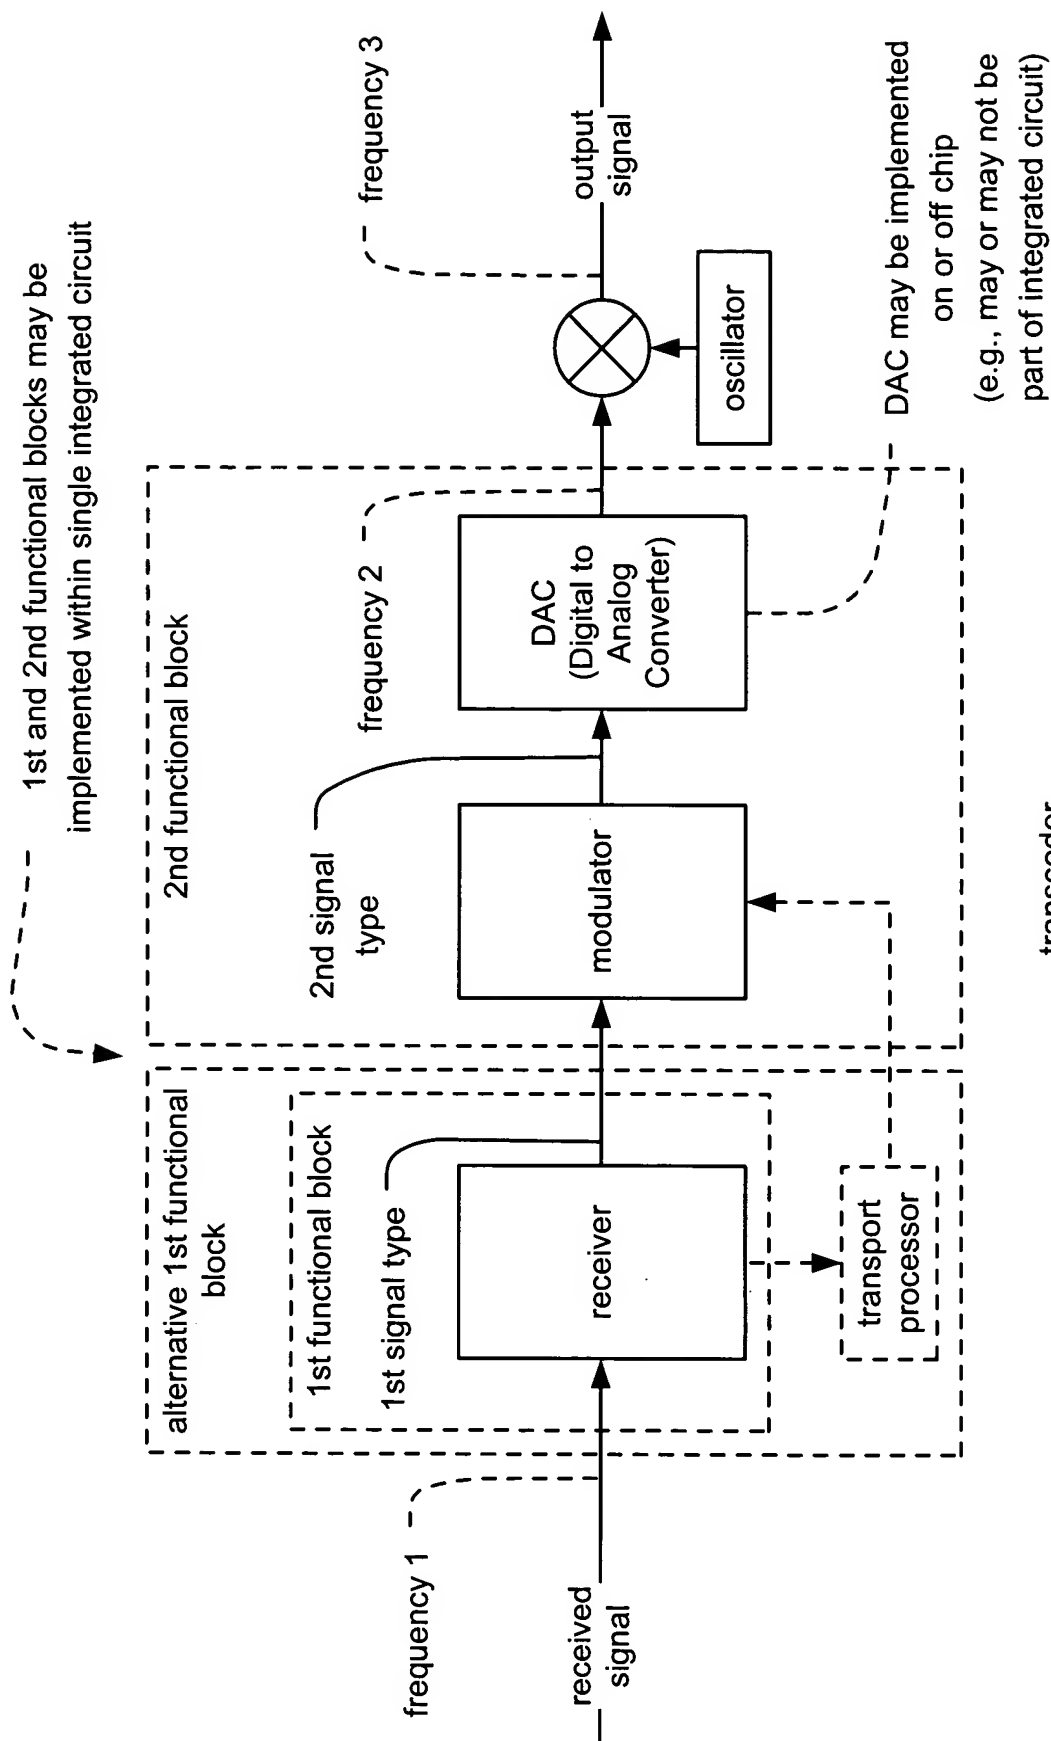 1st and 2nd functional blocks may be
implemented within single integrated circuit
alternative 1st functional
block
2nd functional block
1st functional block
1st signal type
2nd signal
type
frequency 1
frequency 2
frequency 3
received
signal
receiver
modulator
DAC
(Digital to
Analog
Converter)
output
signal
oscillator
transport
processor
DAC may be implemented
on or off chip
(e.g., may or may not be
part of integrated circuit)
transcoder